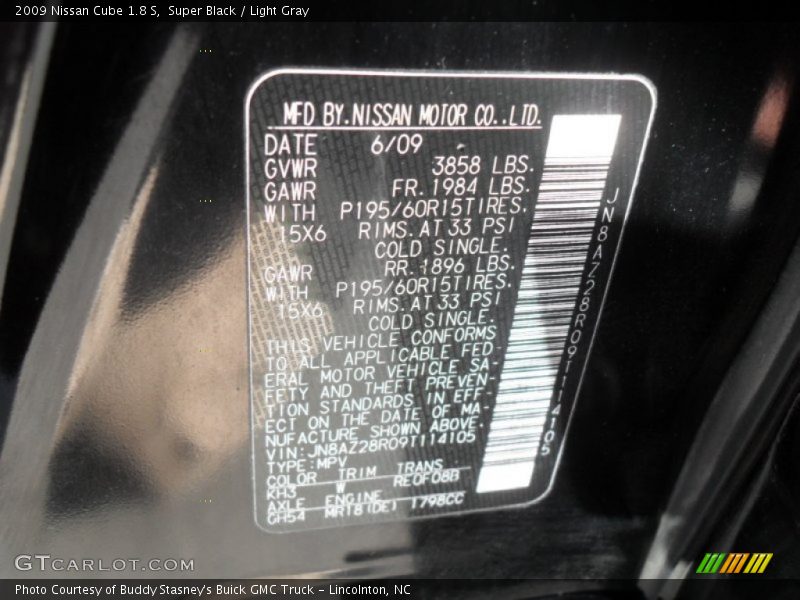 2009 Nissan Cube 1.8 S, Super Black / Light Gray
MFD BY.NISSAN MOTOR CO.,LTD.
DATE 6/09
GVWR 3858 LBS.
GAWR FR. 1984 LBS.
WITH P195/60R15TIRES.
15X6 RIMS. AT 33 PSI
COLD SINGLE.
GAWR RR. 1896 LBS.
WITH P195/60R15TIRES.
15X6 RIMS. AT 33 PSI
COLD SINGLE.
THIS VEHICLE CONFORMS
TO ALL APPLICABLE FED-
ERAL MOTOR VEHICLE SA-
FETY AND THEFT PREVEN-
TION STANDARDS IN EFF-
ECT ON THE DATE OF MA-
NUFACTURE SHOWN ABOVE.
VIN:JN8AZ28R09T114105
TYPE:MPV
COLOR TRIM TRANS
KH3 W RE0F08B
AXLE ENGINE
GH54 MR18(DE) 1798CC
JN8AZ28R09T114105
GTCARLOT.COM
Photo Courtesy of Buddy Stasney's Buick GMC Truck - Lincolnton, NC